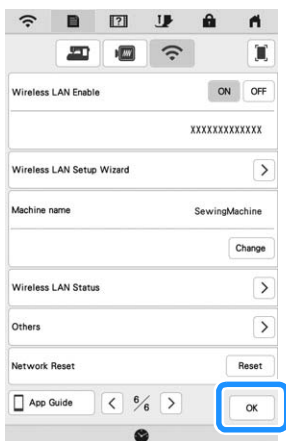 Wireless LAN Enable ON OFF
XXXXXXXXXXXXX
Wireless LAN Setup Wizard >
Machine name SewingMachine
Change
Wireless LAN Status >
Others >
Network Reset Reset
App Guide < 6/6 > OK